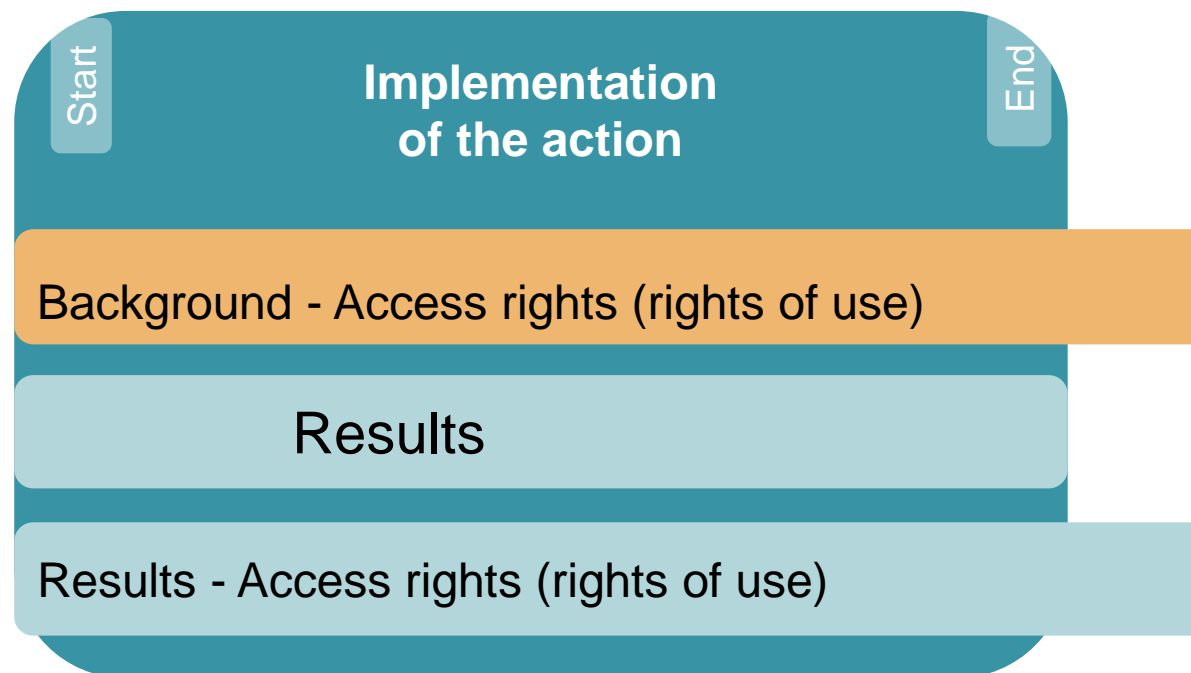 Start
Implementation
of the action
End
Background - Access rights (rights of use)
Results
Results - Access rights (rights of use)